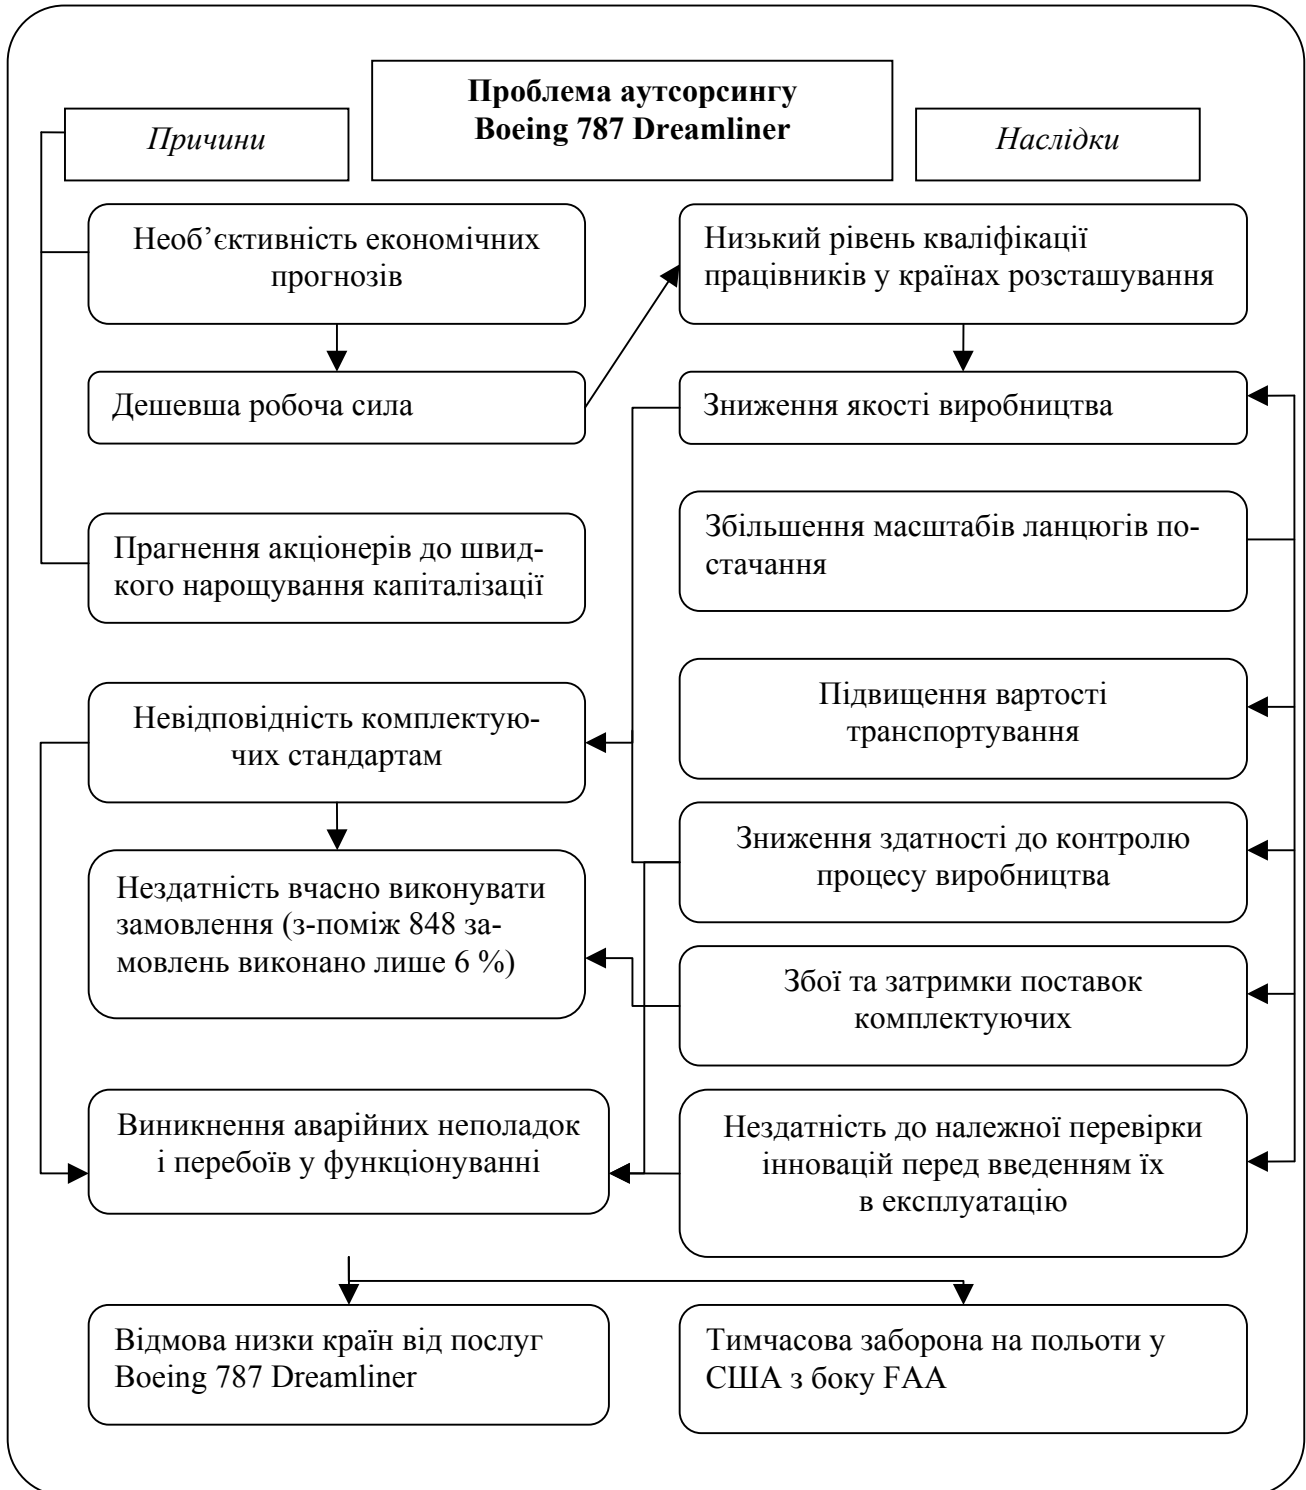 Проблема аутсорсингу
Boeing 787 Dreamliner
Причини
Наслідки
Необ’єктивність економічних
прогнозів
Низький рівень кваліфікації
працівників у країнах розсташування
Дешевша робоча сила
Зниження якості виробництва
Прагнення акціонерів до швид-
кого нарощування капіталізації
Збільшення масштабів ланцюгів по-
стачання
Невідповідність комплектую-
чих стандартам
Підвищення вартості
транспортування
Нездатність вчасно виконувати
замовлення (з-поміж 848 за-
мовлень виконано лише 6 %)
Зниження здатності до контролю
процесу виробництва
Збої та затримки поставок
комплектуючих
Виникнення аварійних неполадок
і перебоїв у функціонуванні
Нездатність до належної перевірки
інновацій перед введенням їх
в експлуатацію
Відмова низки країн від послуг
Boeing 787 Dreamliner
Тимчасова заборона на польоти у
США з боку FAA